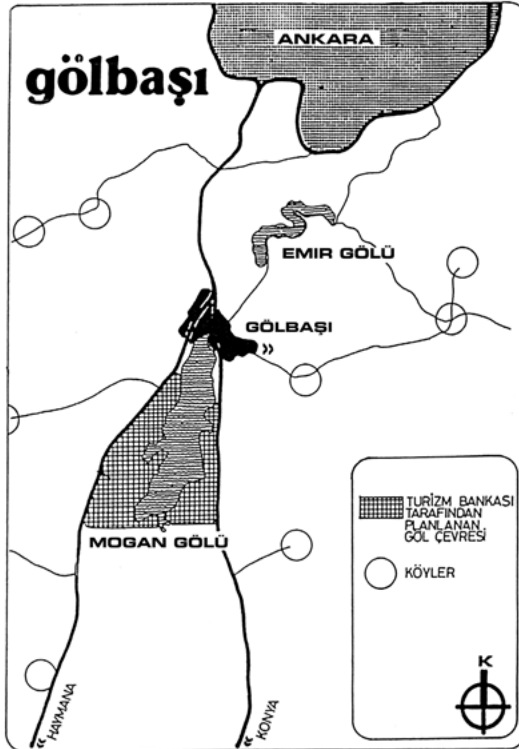 ANKARA
gölbaşı
EMIR GÖLÜ
GÖLBAŞI »
MOGAN GÖLÜ
TURİZM BANKASI
TARAFINDAN
PLANLANAN
GÖL ÇEVRESİ
KÖYLER
K
« HAYMANA
« KONYA